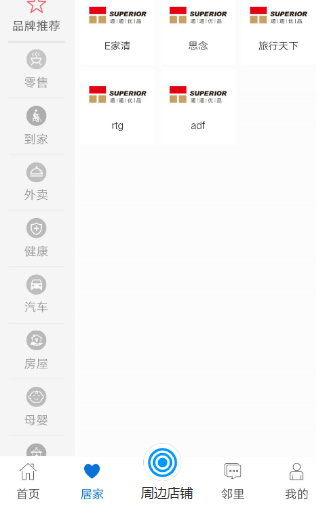 品牌推荐
零售
到家
外卖
健康
汽车
房屋
母婴
SUPERIOR
SUPERIOR
SUPERIOR
E家清
思念
旅行天下
SUPERIOR
SUPERIOR
rtg
adf
首页
居家
周边店铺
邻里
我的